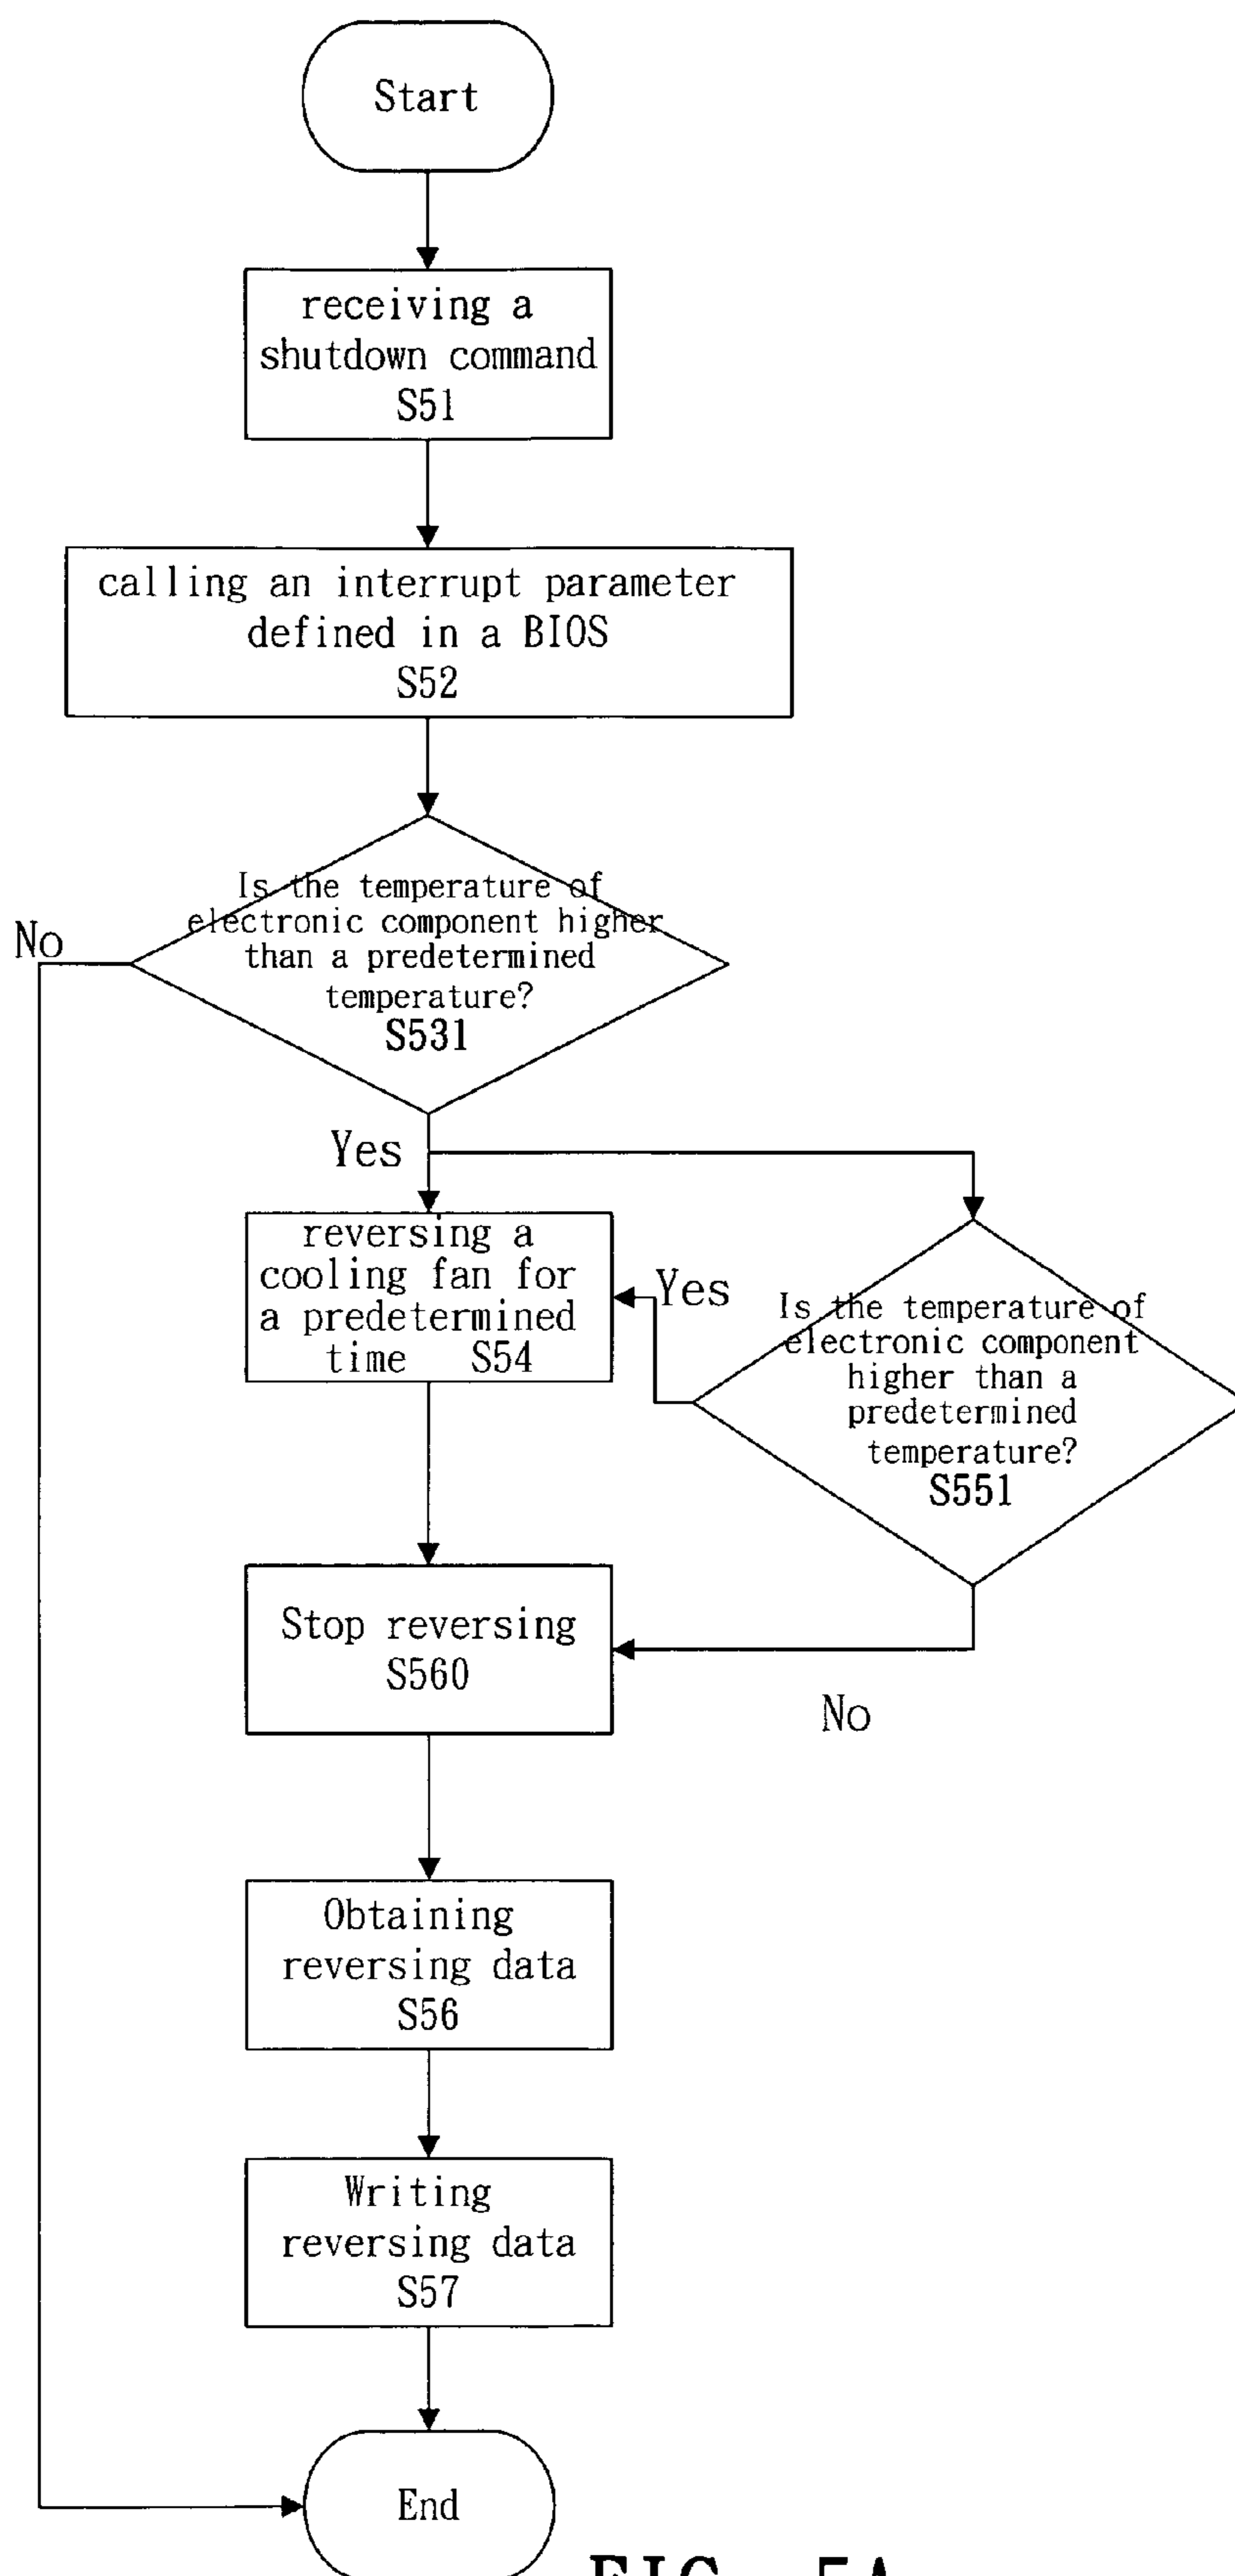 Start
receiving a
shutdown command
S51
calling an interrupt parameter
defined in a BIOS
S52
Is the temperature of
electronic component higher
than a predetermined
temperature?
S531
No
Yes
reversing a
cooling fan for
a predetermined
time S54
Yes
Is the temperature of
electronic component
higher than a
predetermined
temperature?
S551
Stop reversing
S560
No
Obtaining
reversing data
S56
Writing
reversing data
S57
End
FIG. 5A